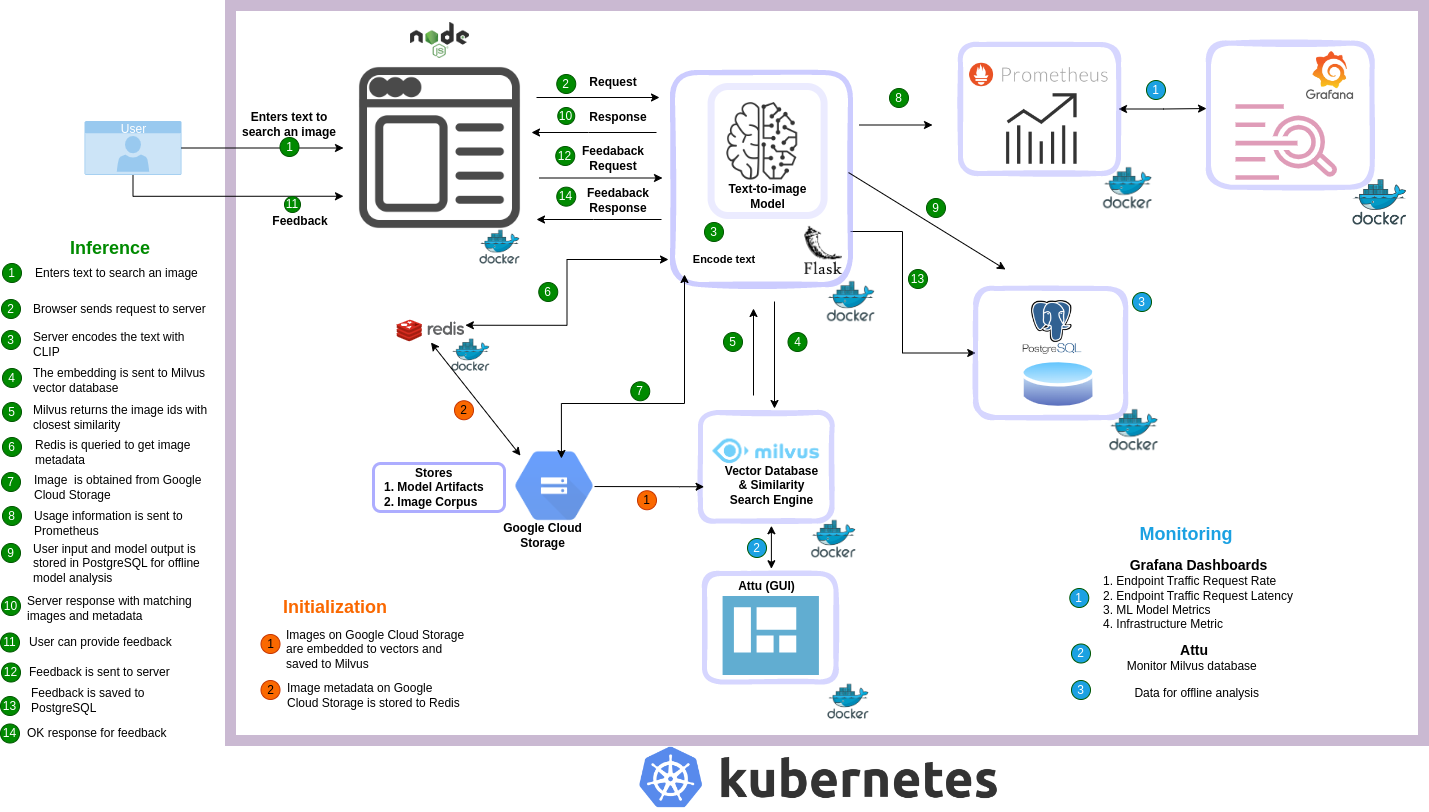 node
JS
User
Enters text to
search an image
1
11
Feedback
2
Request
10
Response
12
Feedaback
Request
14
Feedaback
Response
docker
Text-to-image
Model
3
Encode text
Flask
docker
8
Prometheus
docker
1
Grafana
docker
9
13
PostgreSQL
3
docker
6
redis
docker
2
7
5
4
Stores
1. Model Artifacts
2. Image Corpus
Google Cloud
Storage
1
milvus
Vector Database
& Similarity
Search Engine
docker
2
Attu (GUI)
docker
Inference
1
Enters text to search an image
2
Browser sends request to server
3
Server encodes the text with
CLIP
4
The embedding is sent to Milvus
vector database
5
Milvus returns the image ids with
closest similarity
6
Redis is queried to get image
metadata
7
Image is obtained from Google
Cloud Storage
8
Usage information is sent to
Prometheus
9
User input and model output is
stored in PostgreSQL for offline
model analysis
10
Server response with matching
images and metadata
11
User can provide feedback
12
Feedback is sent to server
13
Feedback is saved to
PostgreSQL
14
OK response for feedback
Initialization
1
Images on Google Cloud Storage
are embedded to vectors and
saved to Milvus
2
Image metadata on Google
Cloud Storage is stored to Redis
Monitoring
Grafana Dashboards
1
1. Endpoint Traffic Request Rate
2. Endpoint Traffic Request Latency
3. ML Model Metrics
4. Infrastructure Metric
2
Attu
Monitor Milvus database
3
Data for offline analysis
kubernetes